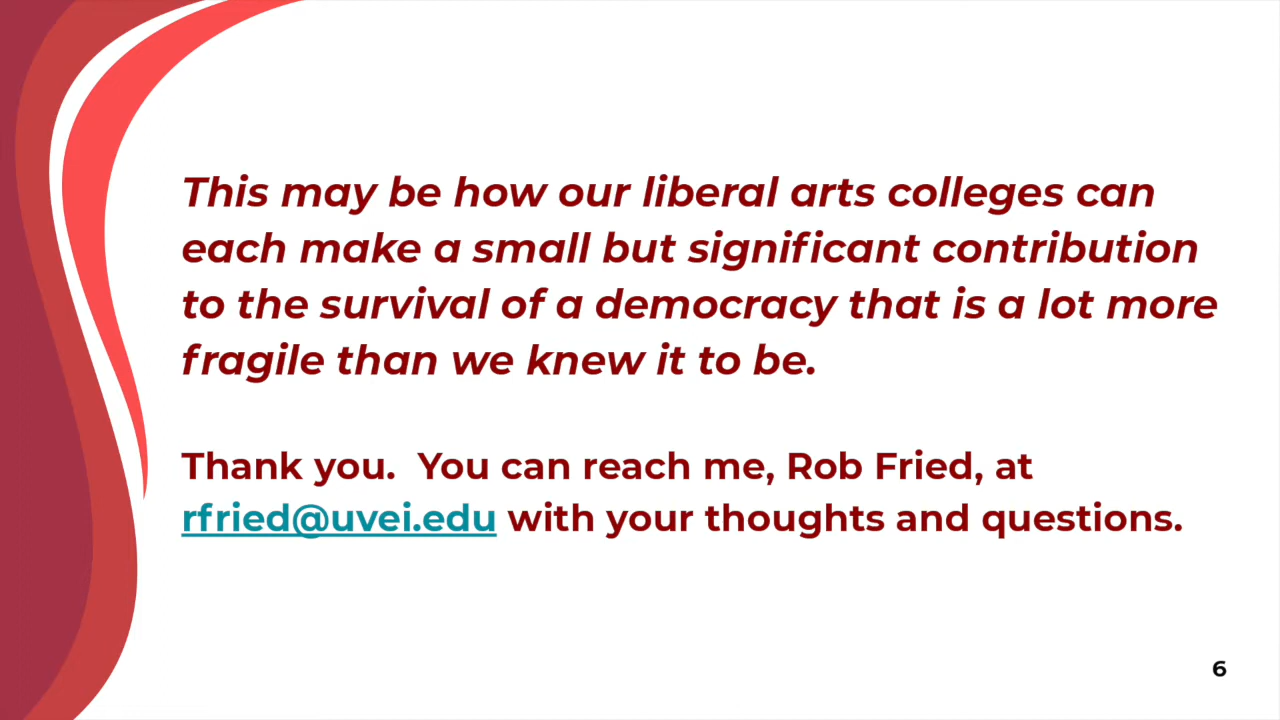 This may be how our liberal arts colleges can
each make a small but significant contribution
to the survival of a democracy that is a lot more
fragile than we knew it to be.
Thank you.  You can reach me, Rob Fried, at
rfried@uvei.edu with your thoughts and questions.
6